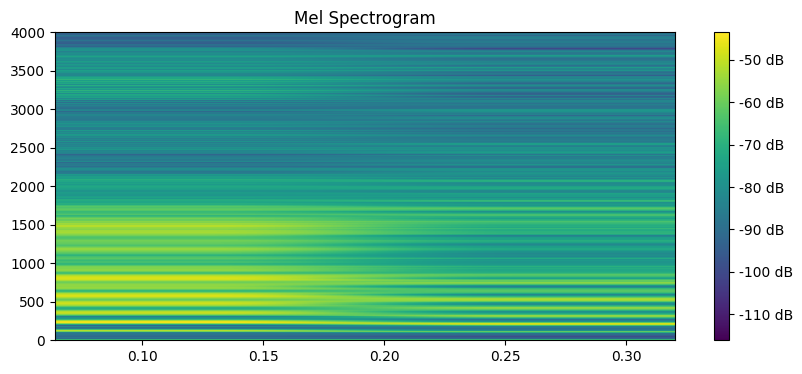 Mel Spectrogram
4000
3500
3000
2500
2000
1500
1000
500
0
0.10 0.15 0.20 0.25 0.30
-50 dB
-60 dB
-70 dB
-80 dB
-90 dB
-100 dB
-110 dB